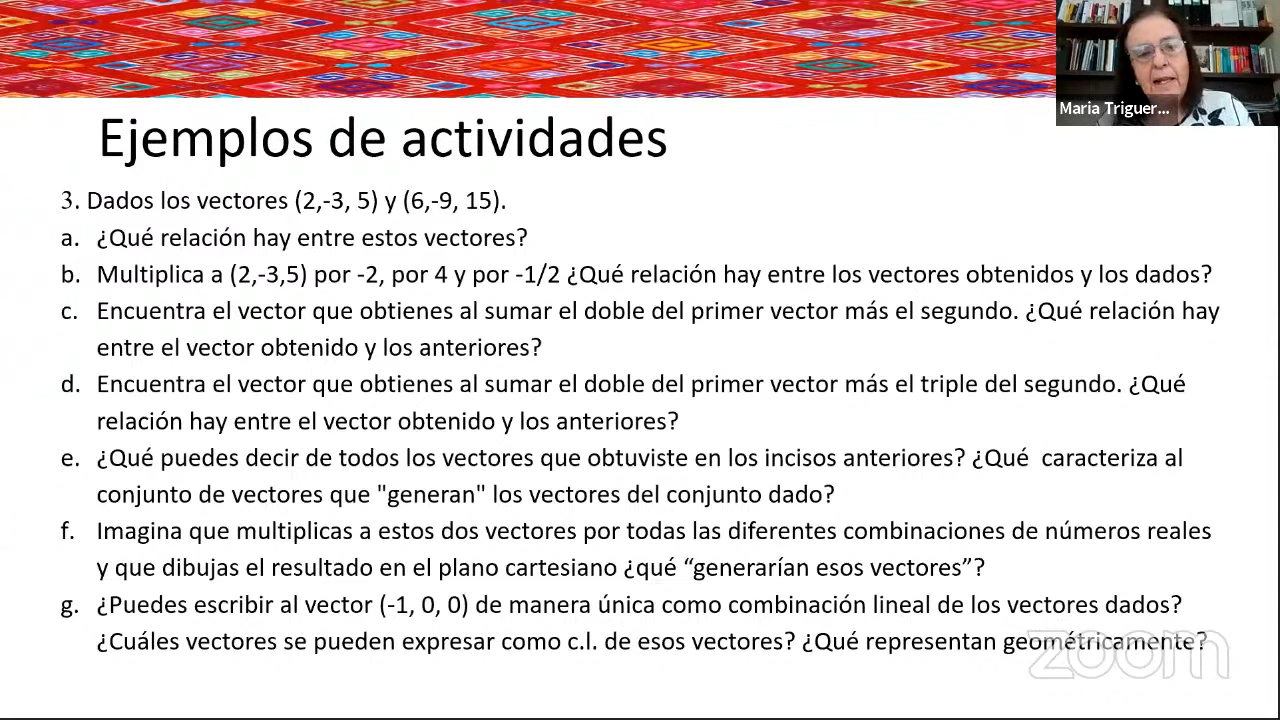 Maria Triguer...
Ejemplos de actividades
3. Dados los vectores (2,-3, 5) y (6,-9, 15).
a. ¿Qué relación hay entre estos vectores?
b. Multiplica a (2,-3,5) por -2, por 4 y por -1/2 ¿Qué relación hay entre los vectores obtenidos y los dados?
c. Encuentra el vector que obtienes al sumar el doble del primer vector más el segundo. ¿Qué relación hay
entre el vector obtenido y los anteriores?
d. Encuentra el vector que obtienes al sumar el doble del primer vector más el triple del segundo. ¿Qué
relación hay entre el vector obtenido y los anteriores?
e. ¿Qué puedes decir de todos los vectores que obtuviste en los incisos anteriores? ¿Qué caracteriza al
conjunto de vectores que "generan" los vectores del conjunto dado?
f. Imagina que multiplicas a estos dos vectores por todas las diferentes combinaciones de números reales
y que dibujas el resultado en el plano cartesiano ¿qué “generarían esos vectores”?
g. ¿Puedes escribir al vector (-1, 0, 0) de manera única como combinación lineal de los vectores dados?
¿Cuáles vectores se pueden expresar como c.l. de esos vectores? ¿Qué representan geométricamente?
zoom